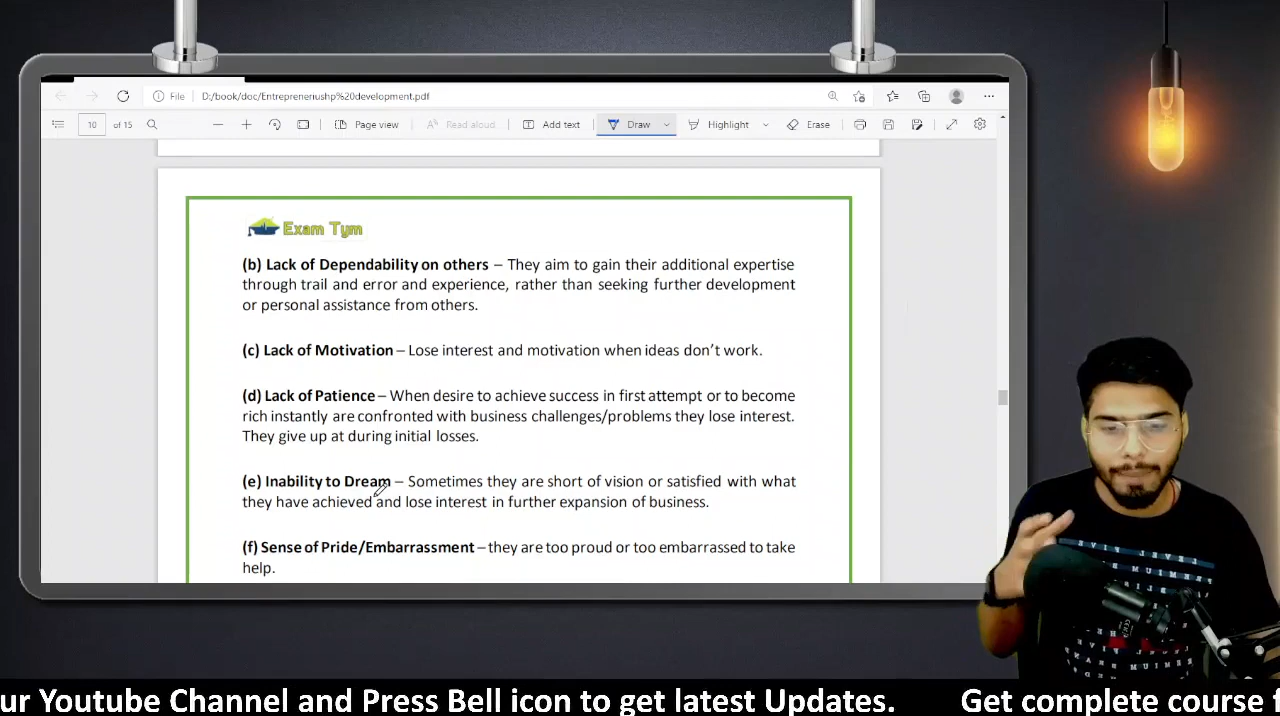 File
D:/book/doc/Entrepreneriushp%20development.pdf
10 of 15
Page view
Read aloud
Add text
Draw
Highlight
Erase
Exam Tym
(b) Lack of Dependability on others – They aim to gain their additional expertise
through trail and error and experience, rather than seeking further development
or personal assistance from others.
(c) Lack of Motivation – Lose interest and motivation when ideas don’t work.
(d) Lack of Patience – When desire to achieve success in first attempt or to become
rich instantly are confronted with business challenges/problems they lose interest.
They give up at during initial losses.
(e) Inability to Dream – Sometimes they are short of vision or satisfied with what
they have achieved and lose interest in further expansion of business.
(f) Sense of Pride/Embarrassment – they are too proud or too embarrassed to take
help.
ur Youtube Channel and Press Bell icon to get latest Updates. Get complete course f